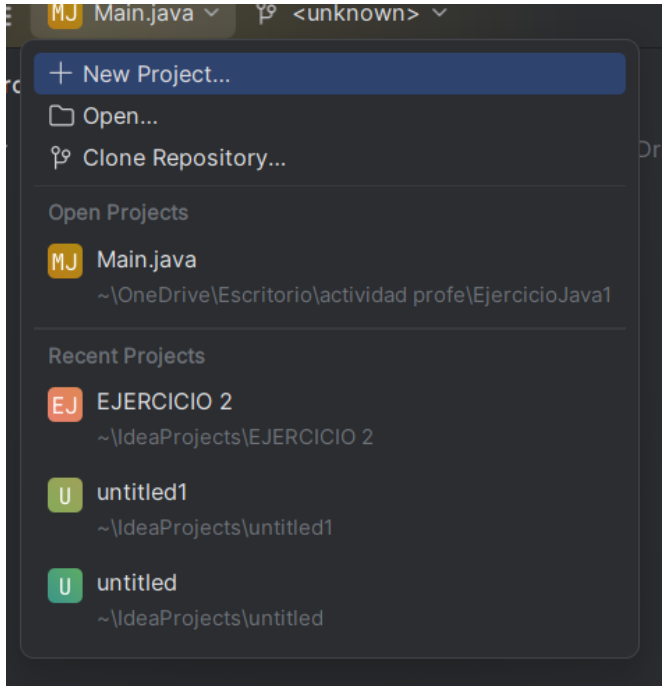 MJ Main.java <unknown>
New Project...
Open...
Clone Repository...
Open Projects
MJ Main.java
~\OneDrive\Escritorio\actividad profe\EjercicioJava1
Recent Projects
EJ EJERCICIO 2
~\IdeaProjects\EJERCICIO 2
U untitled1
~\IdeaProjects\untitled1
U untitled
~\IdeaProjects\untitled